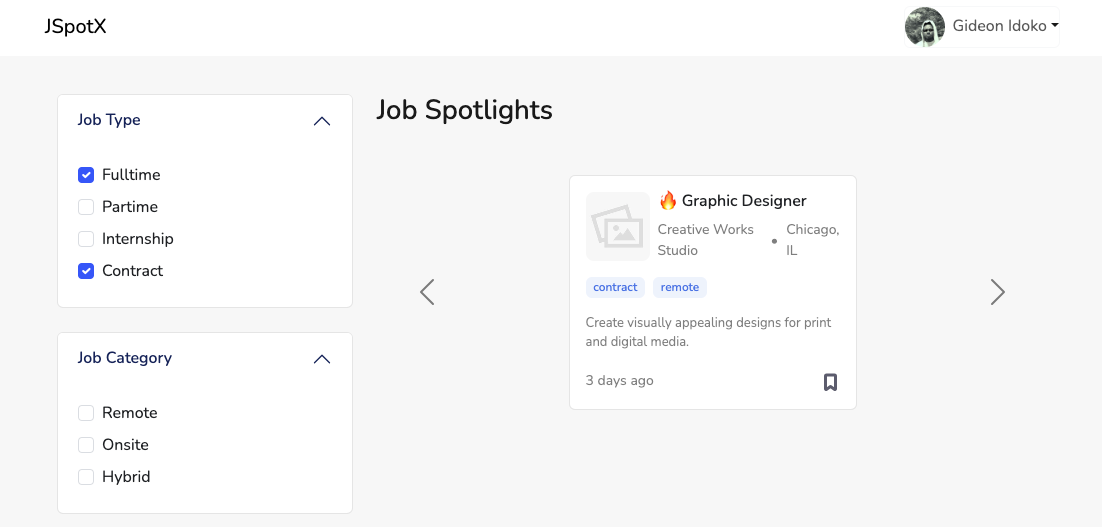 JSpotX
Gideon Idoko
Job Type
Fulltime
Partime
Internship
Contract
Job Category
Remote
Onsite
Hybrid
Job Spotlights
🔥 Graphic Designer
Creative Works
Studio
•
Chicago,
IL
contract
remote
Create visually appealing designs for print
and digital media.
3 days ago